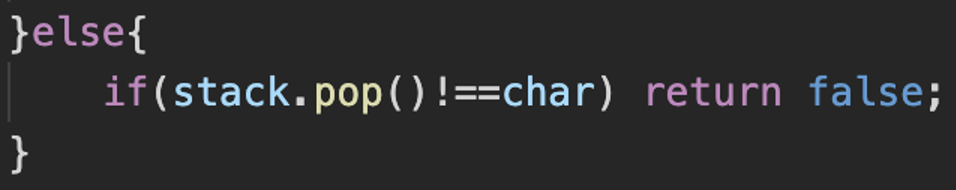 }else{
    if(stack.pop()!==char) return false;
}